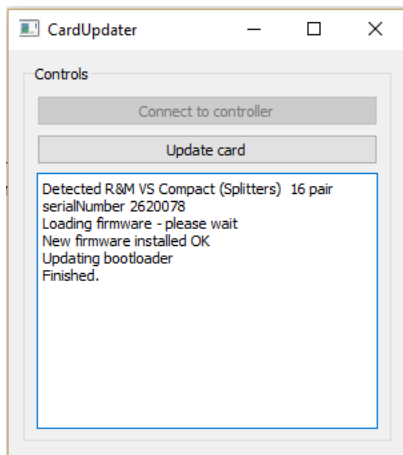 CardUpdater
Controls
Connect to controller
Update card
Detected R&M VS Compact (Splitters)  16 pair
serialNumber 2620078
Loading firmware - please wait
New firmware installed OK
Updating bootloader
Finished.